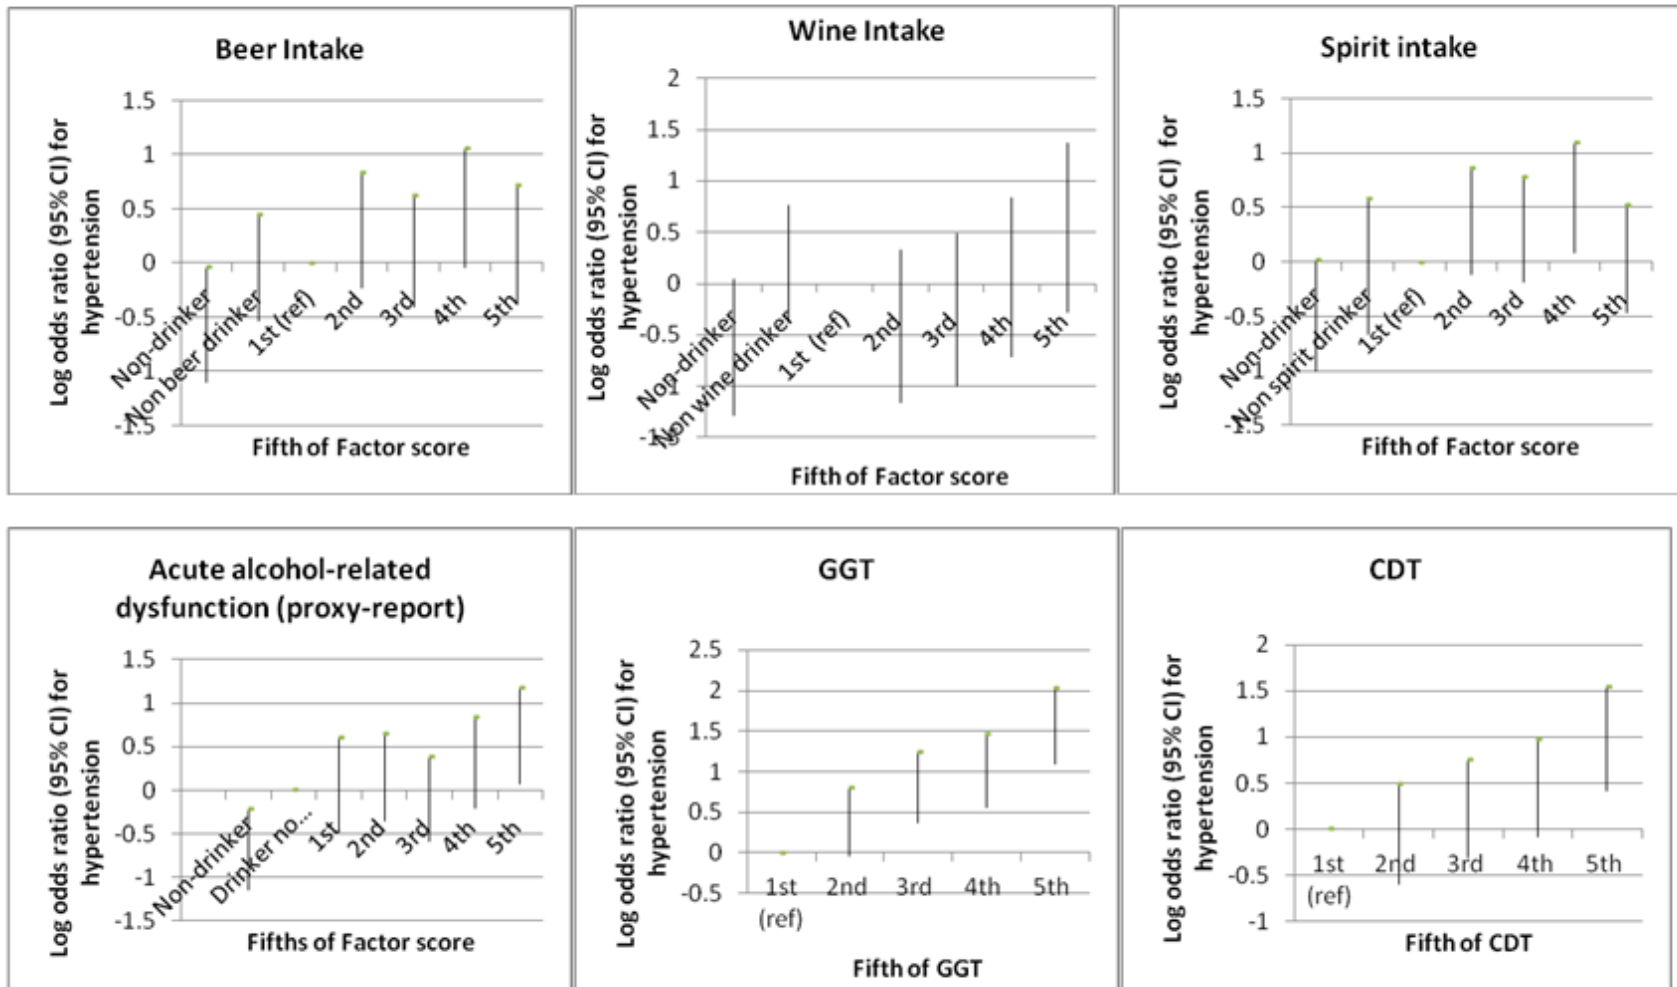 Beer Intake
Log odds ratio (95% CI) for
hypertension
1.5
1
0.5
0
-0.5
-1
-1.5
Non-drinker
Non beer drinker
1st (ref)
2nd
3rd
4th
5th
Fifth of Factor score
Wine Intake
Log odds ratio (95% CI) for
hypertension
2
1.5
1
0.5
0
-0.5
-1
-1.5
Non-drinker
Non wine drinker
1st (ref)
2nd
3rd
4th
5th
Fifth of Factor score
Spirit intake
Log odds ratio (95% CI) for
hypertension
1.5
1
0.5
0
-0.5
-1
-1.5
Non-drinker
Non spirit drinker
1st (ref)
2nd
3rd
4th
5th
Fifth of Factor score
Acute alcohol-related
dysfunction (proxy-report)
Log odds ratio (95% CI) for
hypertension
1.5
1
0.5
0
-0.5
-1
-1.5
Non-drinker
Drinker no...
1st
2nd
3rd
4th
5th
Fifths of Factor score
GGT
Log odds ratio (95% CI) for
hypertension
2.5
2
1.5
1
0.5
0
-0.5
1st
(ref)
2nd
3rd
4th
5th
Fifth of GGT
CDT
Log odds ratio (95% CI) for
hypertension
2
1.5
1
0.5
0
-0.5
-1
1st
(ref)
2nd
3rd
4th
5th
Fifth of CDT